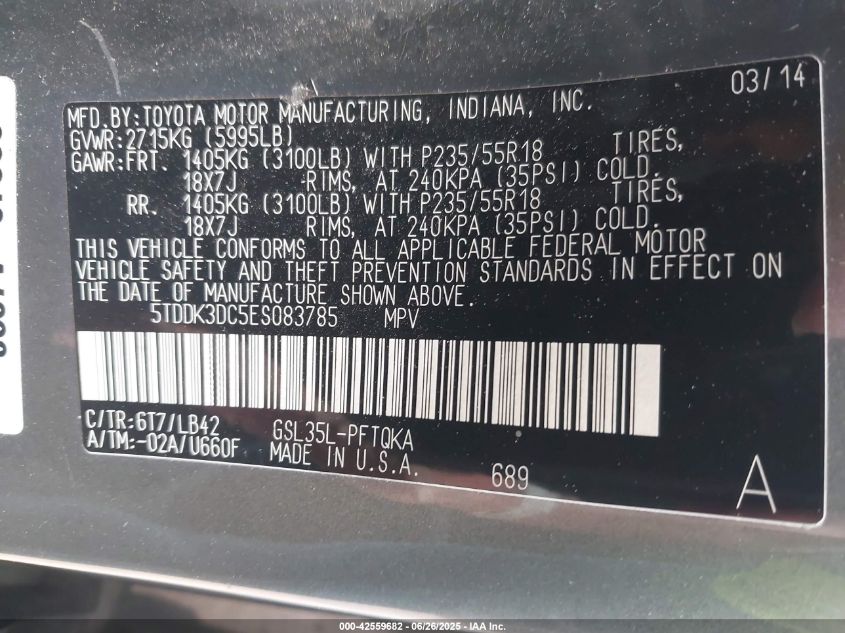 03/14
MFD.BY:TOYOTA MOTOR MANUFACTURING, INDIANA, INC.
GVWR:2715KG (5995LB)
GAWR:FRT. 1405KG (3100LB) WITH P235/55R18 TIRES,
18X7J RIMS, AT 240KPA (35PSI) COLD.
RR. 1405KG (3100LB) WITH P235/55R18 TIRES,
18X7J RIMS, AT 240KPA (35PSI) COLD.
THIS VEHICLE CONFORMS TO ALL APPLICABLE FEDERAL MOTOR
VEHICLE SAFETY AND THEFT PREVENTION STANDARDS IN EFFECT ON
THE DATE OF MANUFACTURE SHOWN ABOVE.
5TDDK3DC5ES083785 MPV
C/TR:6T7/LB42 GSL35L-PFTQKA
A/TM:-02A/U660F MADE IN U.S.A.
689 A
000-42559682 / 06/26/2025 - IAA Inc.